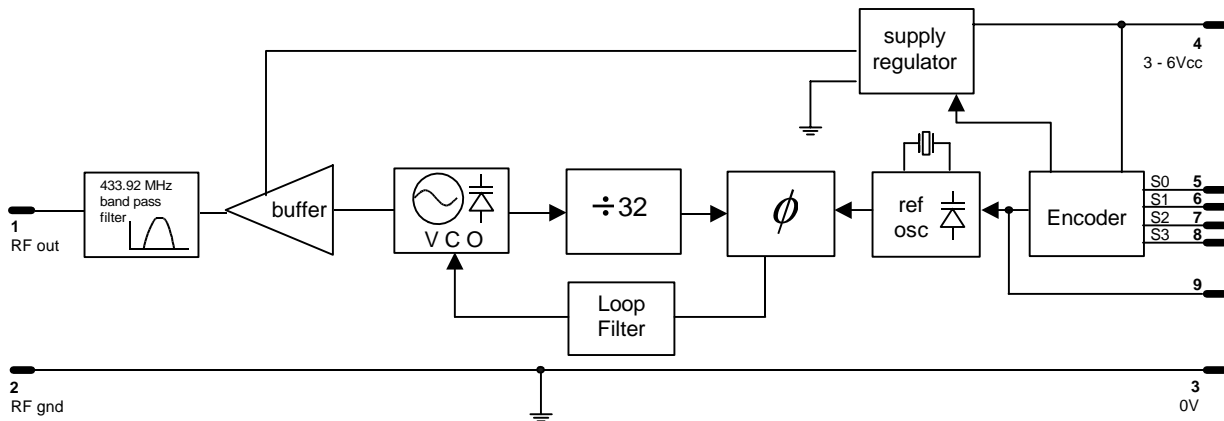 supply
regulator
4
3 - 6Vcc
433.92 MHz
band pass
filter
buffer
V C O
÷32
ϕ
ref
osc
Encoder
S0
5
S1
6
S2
7
S3
8
1
RF out
9
Loop
Filter
2
RF gnd
3
0V